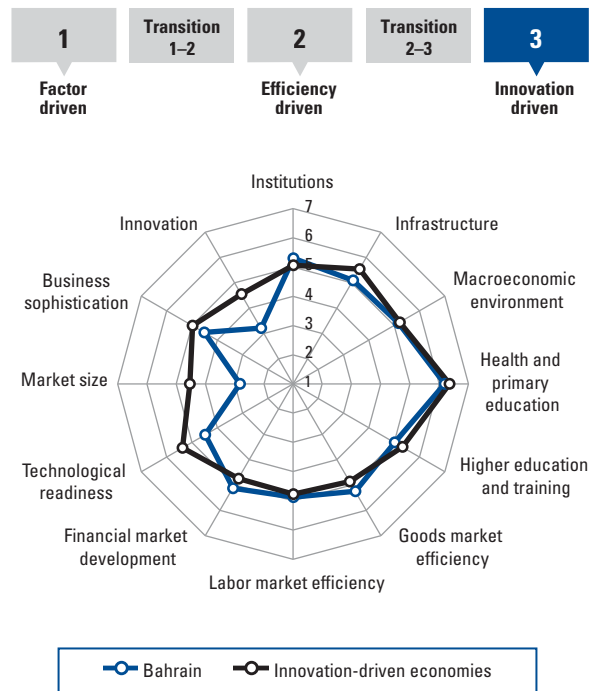 1
Transition
1–2
2
Transition
2–3
3
Factor
driven
Efficiency
driven
Innovation
driven
Institutions
7
Innovation
Infrastructure
6
5
Business
sophistication
Macroeconomic
environment
4
3
2
Market size
1
Health and
primary
education
Technological
readiness
Higher education
and training
Financial market
development
Goods market
efficiency
Labor market efficiency
Bahrain
Innovation-driven economies